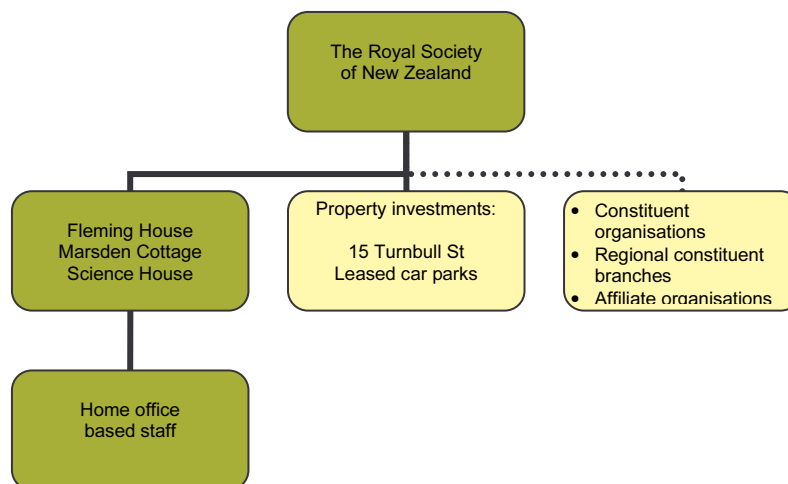 The Royal Society
of New Zealand
Fleming House
Marsden Cottage
Science House
Property investments:
15 Turnbull St
Leased car parks
• Constituent
organisations
• Regional constituent
branches
• Affiliate organisations
Home office
based staff